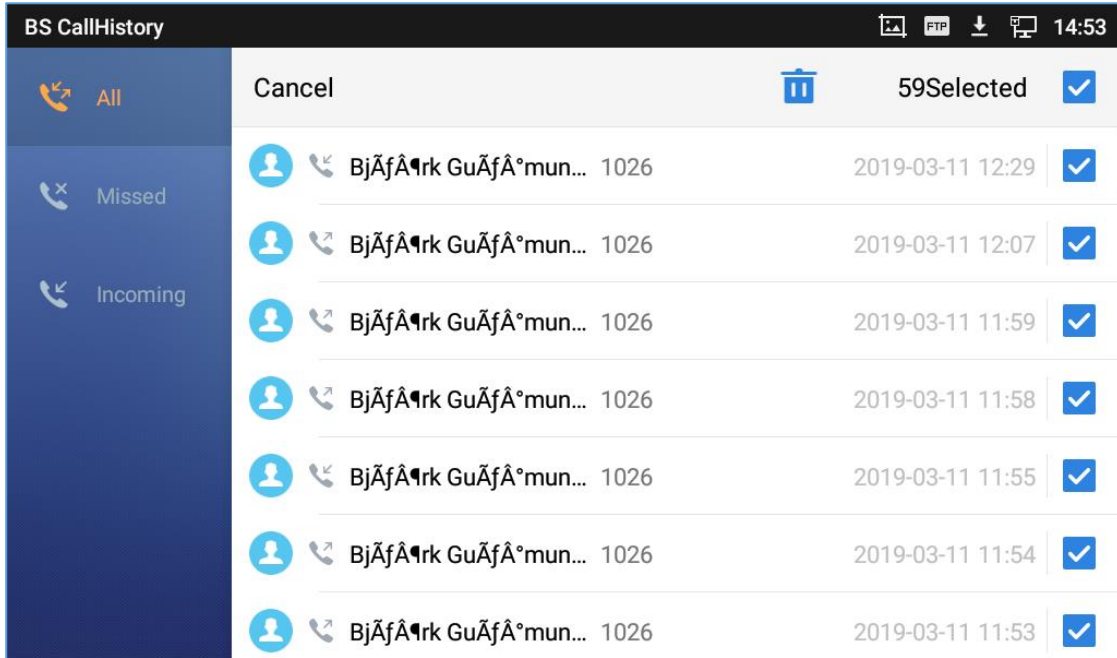 BS CallHistory FTP 14:53
All
Missed
Incoming
Cancel 59Selected
BjÃƒÂ¶rk GuÃƒÂ°mun... 1026 2019-03-11 12:29
BjÃƒÂ¶rk GuÃƒÂ°mun... 1026 2019-03-11 12:07
BjÃƒÂ¶rk GuÃƒÂ°mun... 1026 2019-03-11 11:59
BjÃƒÂ¶rk GuÃƒÂ°mun... 1026 2019-03-11 11:58
BjÃƒÂ¶rk GuÃƒÂ°mun... 1026 2019-03-11 11:55
BjÃƒÂ¶rk GuÃƒÂ°mun... 1026 2019-03-11 11:54
BjÃƒÂ¶rk GuÃƒÂ°mun... 1026 2019-03-11 11:53